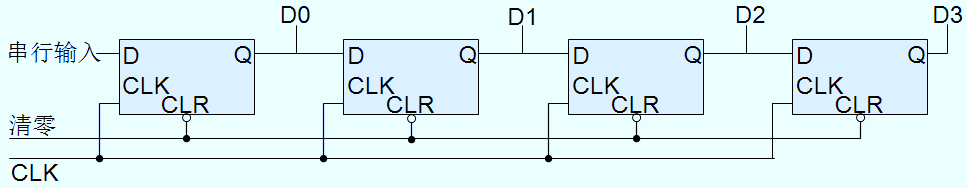 D0 D1 D2 D3
串行输入 D Q D Q D Q D Q
CLK CLK CLK CLK
CLR CLR CLR CLR
清零
CLK